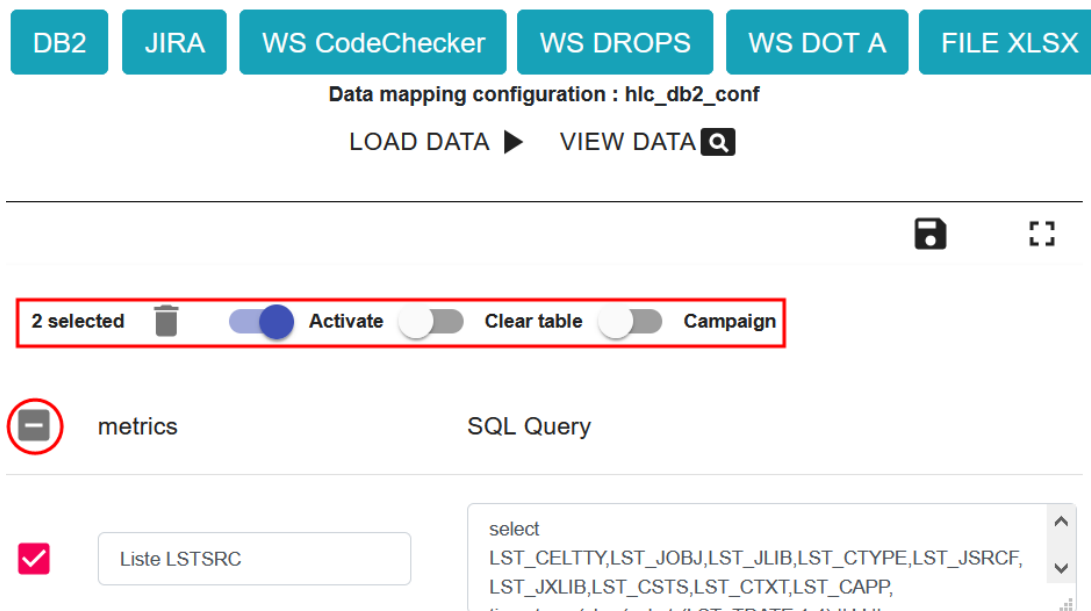 DB2 JIRA WS CodeChecker WS DROPS WS DOT A FILE XLSX
Data mapping configuration : hlc_db2_conf
LOAD DATA VIEW DATA
2 selected Activate Clear table Campaign
metrics SQL Query
Liste LSTSRC
select
LST_CELTTY,LST_JOBJ,LST_JLIB,LST_CTYPE,LST_JSRCF,
LST_JXLIB,LST_CSTS,LST_CTXT,LST_CAPP,